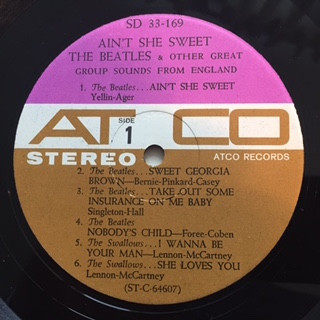 SD 33-169
AIN'T SHE SWEET
THE BEATLES & OTHER GREAT
GROUP SOUNDS FROM ENGLAND
1. The Beatles...AIN'T SHE SWEET
Yellin-Ager
ATCO
SIDE
1
STEREO
ATCO RECORDS
2. The Beatles...SWEET GEORGIA
BROWN—Bernie-Pinkard-Casey
3. The Beatles...TAKE OUT SOME
INSURANCE ON ME BABY
Singleton-Hall
4. The Beatles
NOBODY'S CHILD—Foree-Coben
5. The Swallows...I WANNA BE
YOUR MAN—Lennon-McCartney
6. The Swallows...SHE LOVES YOU
Lennon-McCartney
(ST-C-64607)